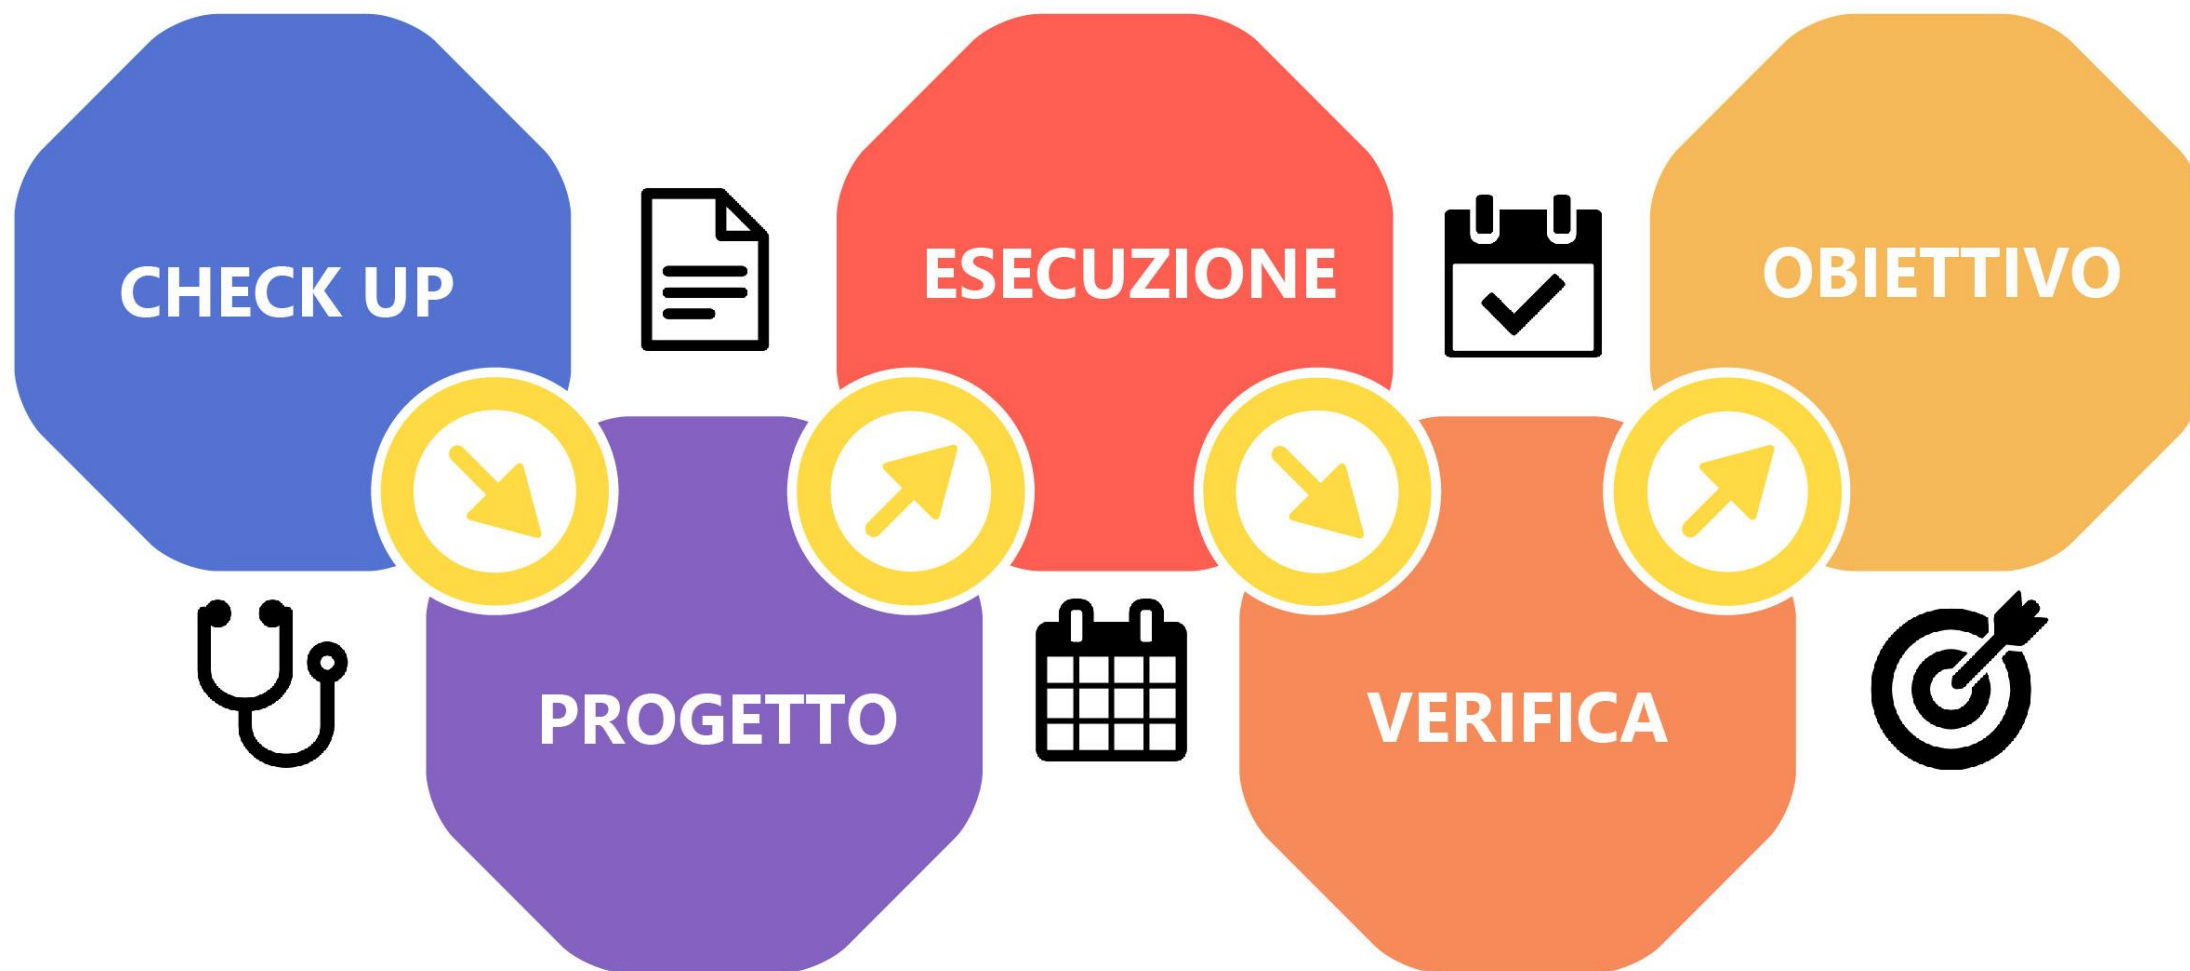 CHECK UP
PROGETTO
ESECUZIONE
VERIFICA
OBIETTIVO